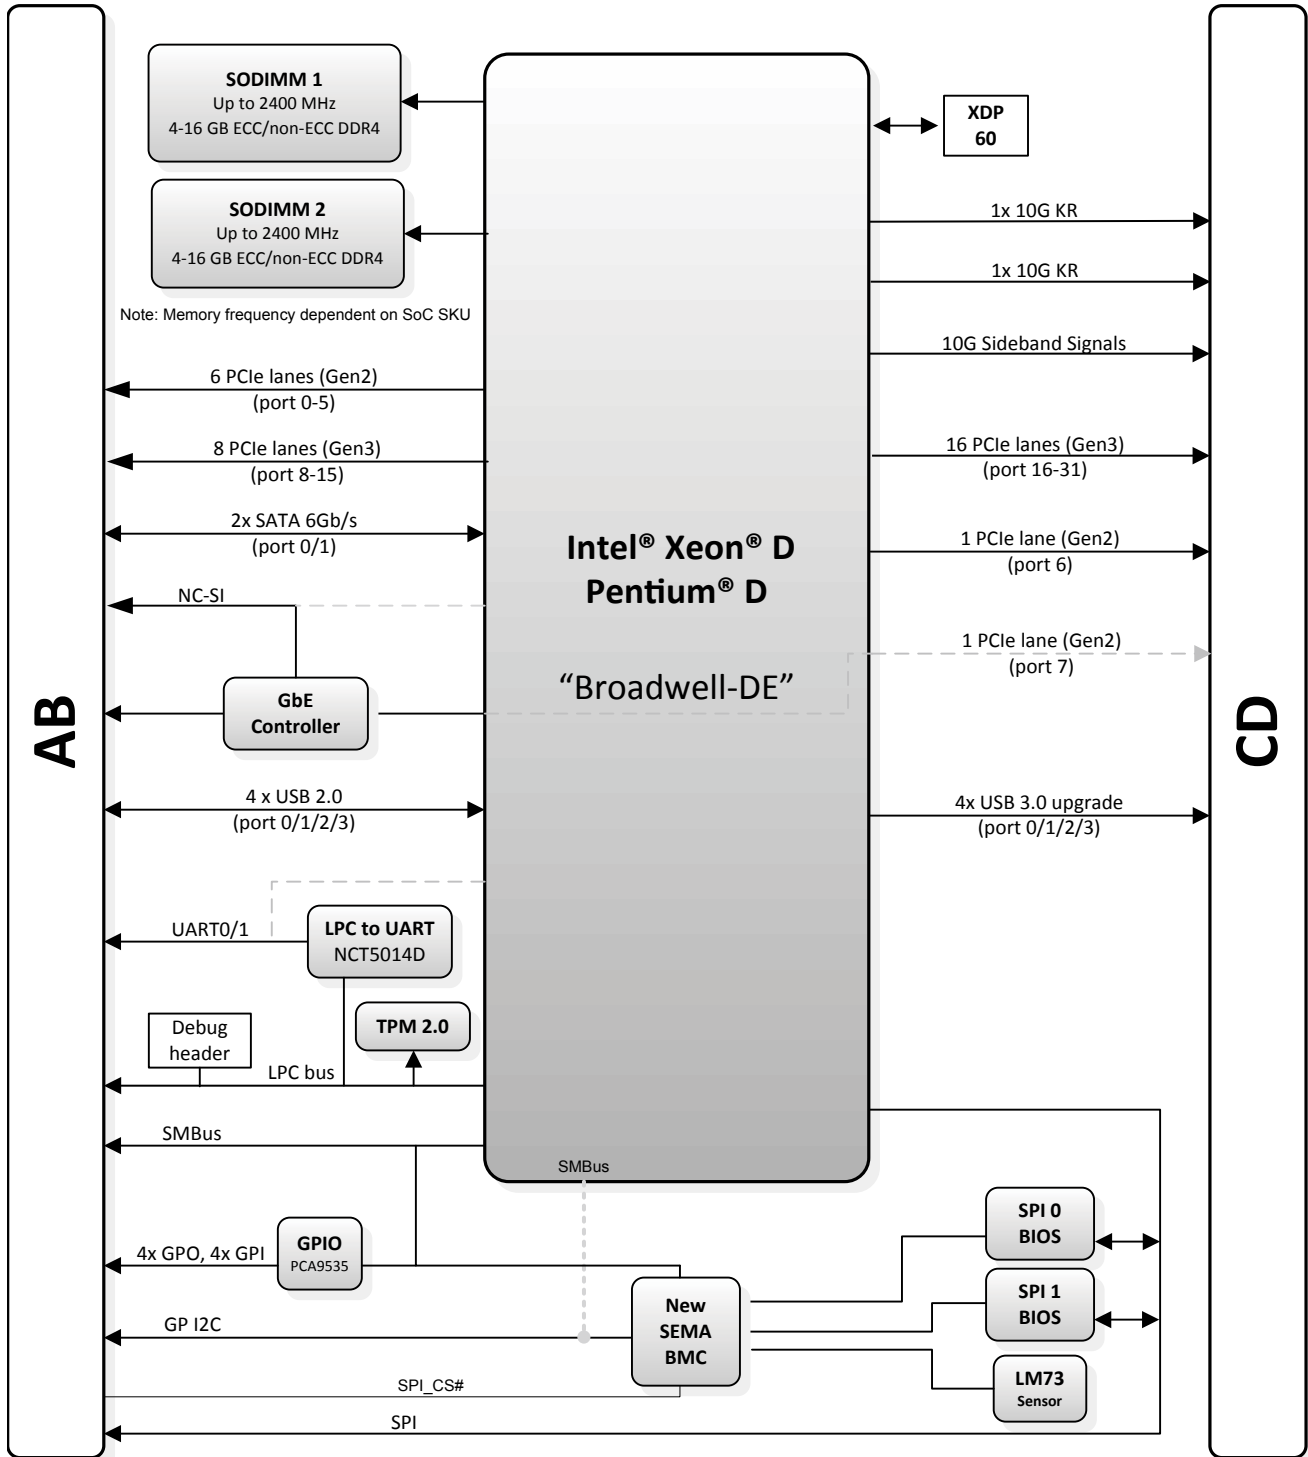 SODIMM 1
Up to 2400 MHz
4-16 GB ECC/non-ECC DDR4
SODIMM 2
Up to 2400 MHz
4-16 GB ECC/non-ECC DDR4
Note: Memory frequency dependent on SoC SKU
6 PCIe lanes (Gen2)
(port 0-5)
8 PCIe lanes (Gen3)
(port 8-15)
2x SATA 6Gb/s
(port 0/1)
NC-SI
GbE
Controller
4 x USB 2.0
(port 0/1/2/3)
UART0/1
LPC to UART
NCT5014D
TPM 2.0
Debug
header
LPC bus
SMBus
4x GPO, 4x GPI
GPIO
PCA9535
GP I2C
SPI_CS#
SPI
AB
Intel® Xeon® D
Pentium® D
“Broadwell-DE”
SMBus
New
SEMA
BMC
XDP
60
1x 10G KR
1x 10G KR
10G Sideband Signals
16 PCIe lanes (Gen3)
(port 16-31)
1 PCIe lane (Gen2)
(port 6)
1 PCIe lane (Gen2)
(port 7)
4x USB 3.0 upgrade
(port 0/1/2/3)
SPI 0
BIOS
SPI 1
BIOS
LM73
Sensor
CD